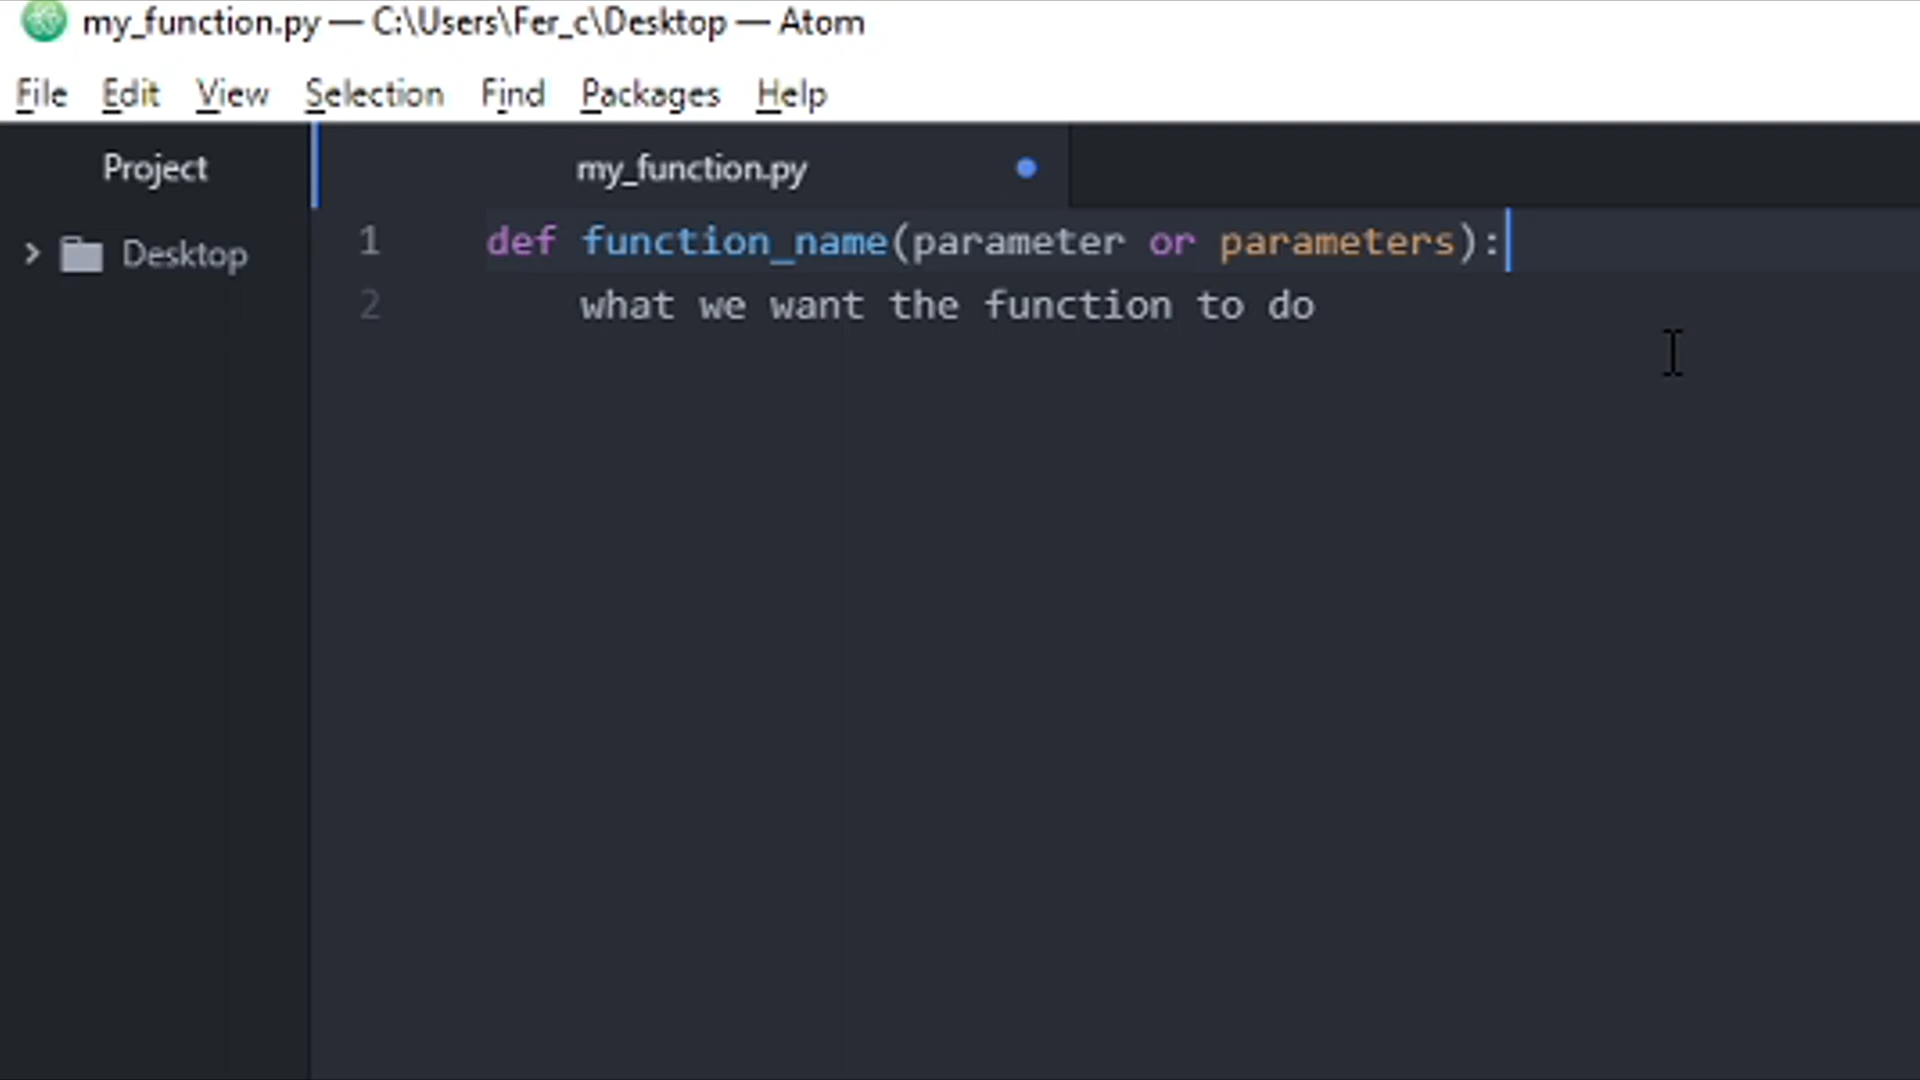 my_function.py — C:\Users\Fer_c\Desktop — Atom
File Edit View Selection Find Packages Help
Project
my_function.py
Desktop
1 def function_name(parameter or parameters):
2 what we want the function to do